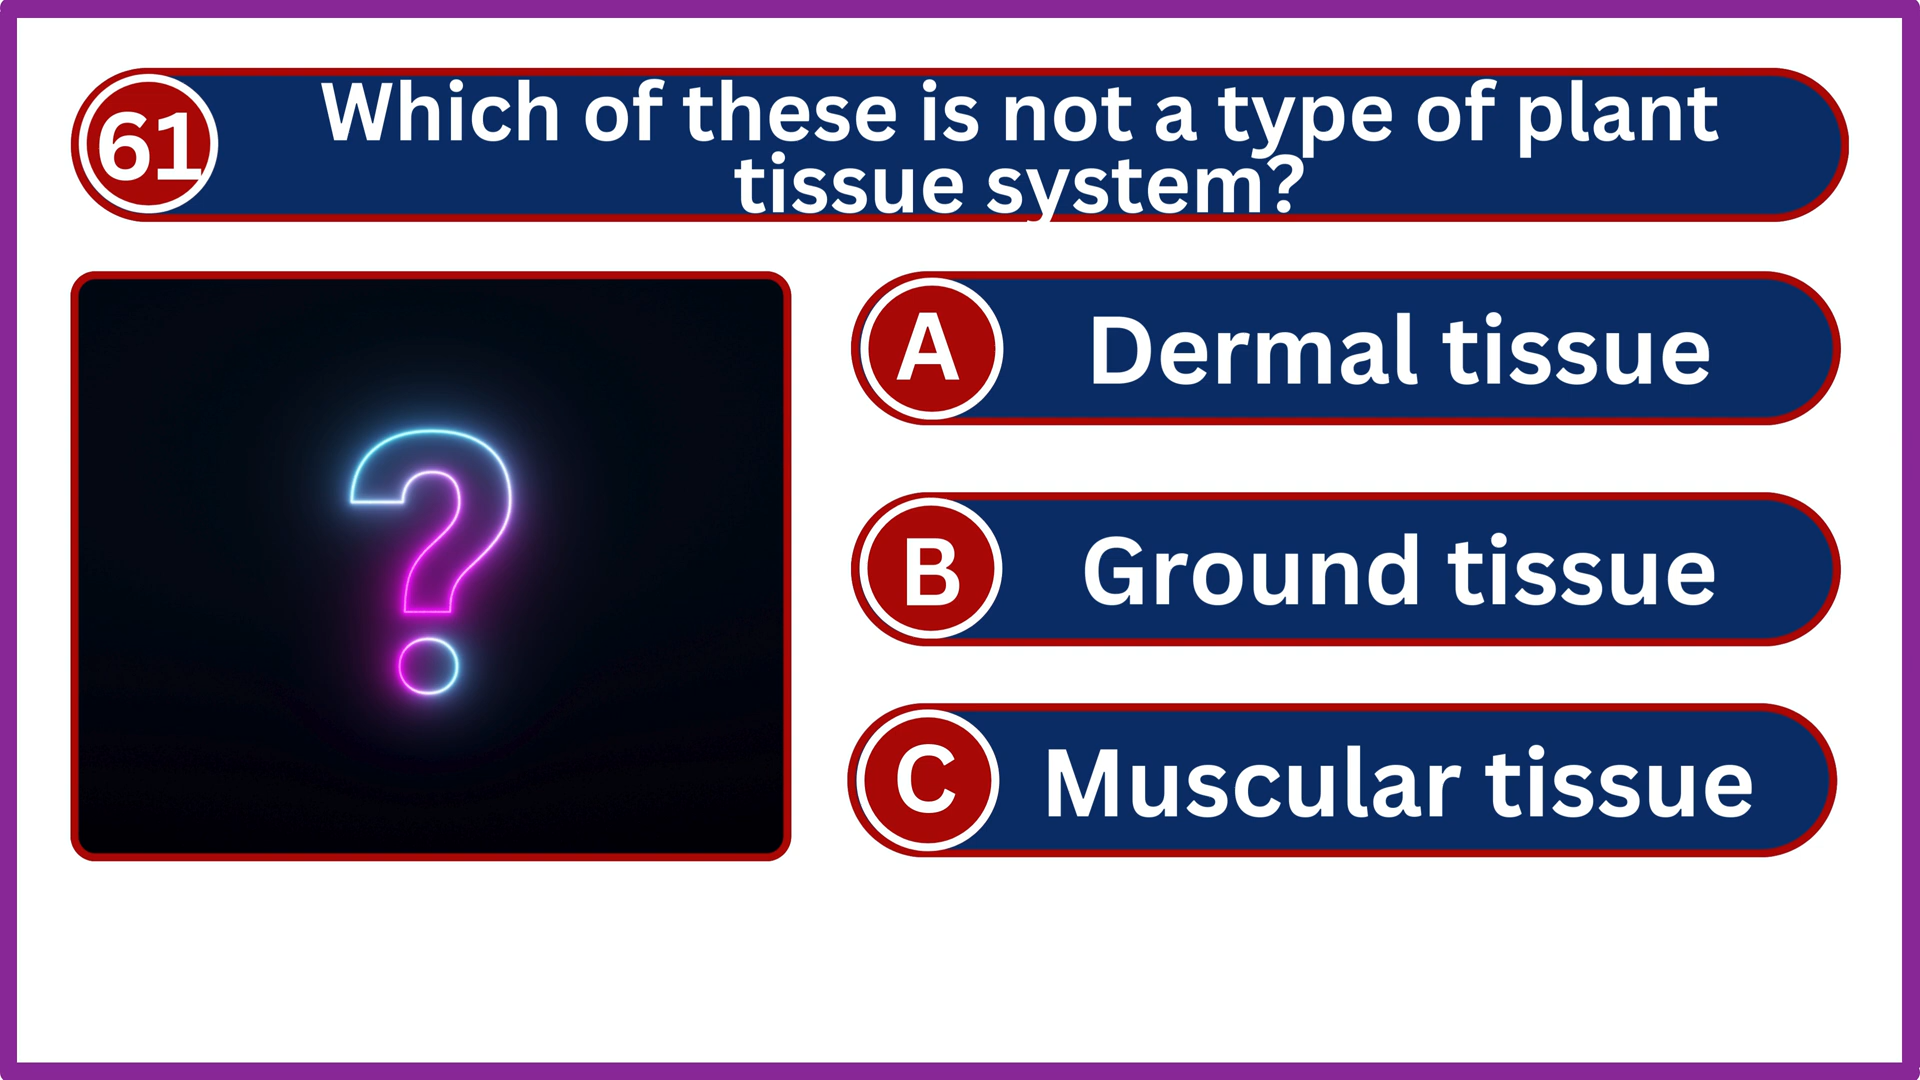 61
Which of these is not a type of plant
tissue system?
?
A
Dermal tissue
B
Ground tissue
C
Muscular tissue